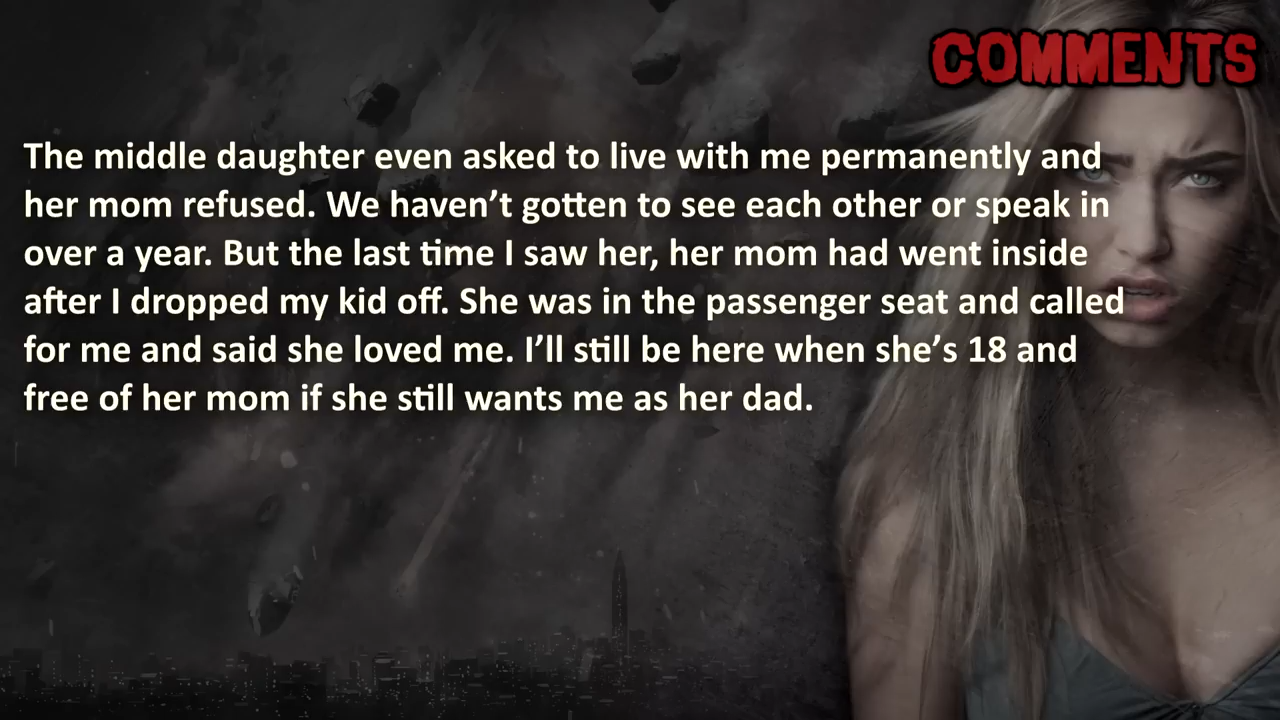 COMMENTS
The middle daughter even asked to live with me permanently and
her mom refused. We haven’t gotten to see each other or speak in
over a year. But the last time I saw her, her mom had went inside
after I dropped my kid off. She was in the passenger seat and called
for me and said she loved me. I’ll still be here when she’s 18 and
free of her mom if she still wants me as her dad.